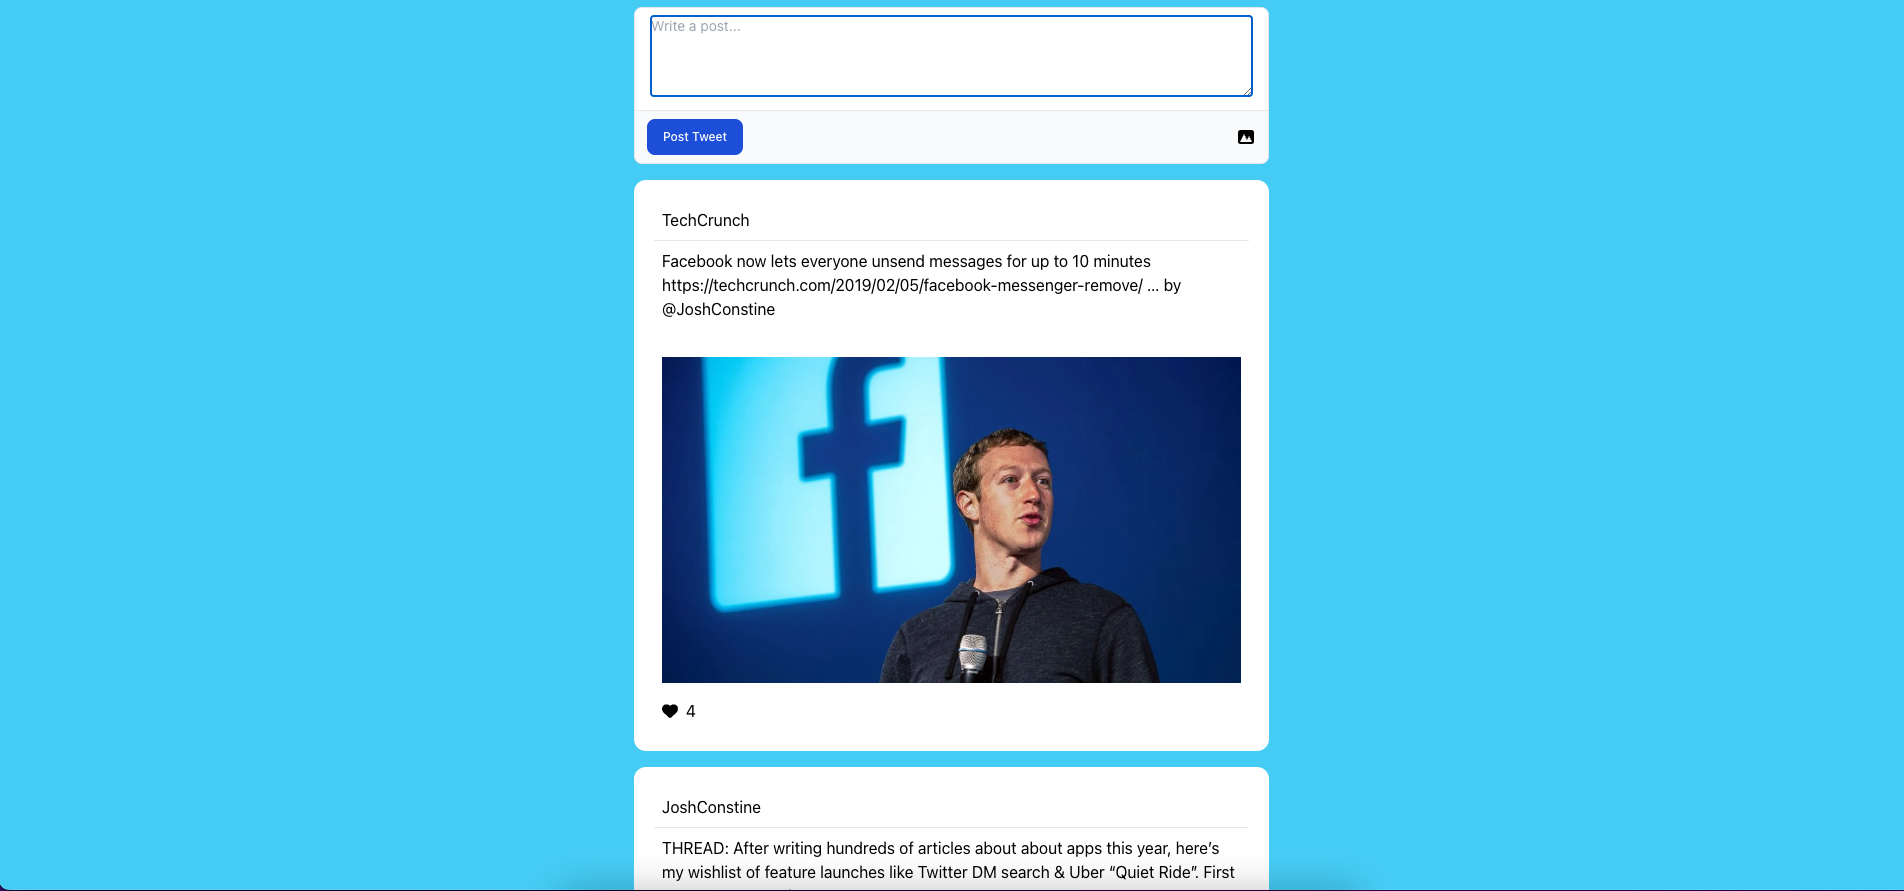 Write a post...
Post Tweet
TechCrunch
Facebook now lets everyone unsend messages for up to 10 minutes
https://techcrunch.com/2019/02/05/facebook-messenger-remove/ ... by
@JoshConstine
f
4
JoshConstine
THREAD: After writing hundreds of articles about about apps this year, here’s
my wishlist of feature launches like Twitter DM search & Uber “Quiet Ride”. First